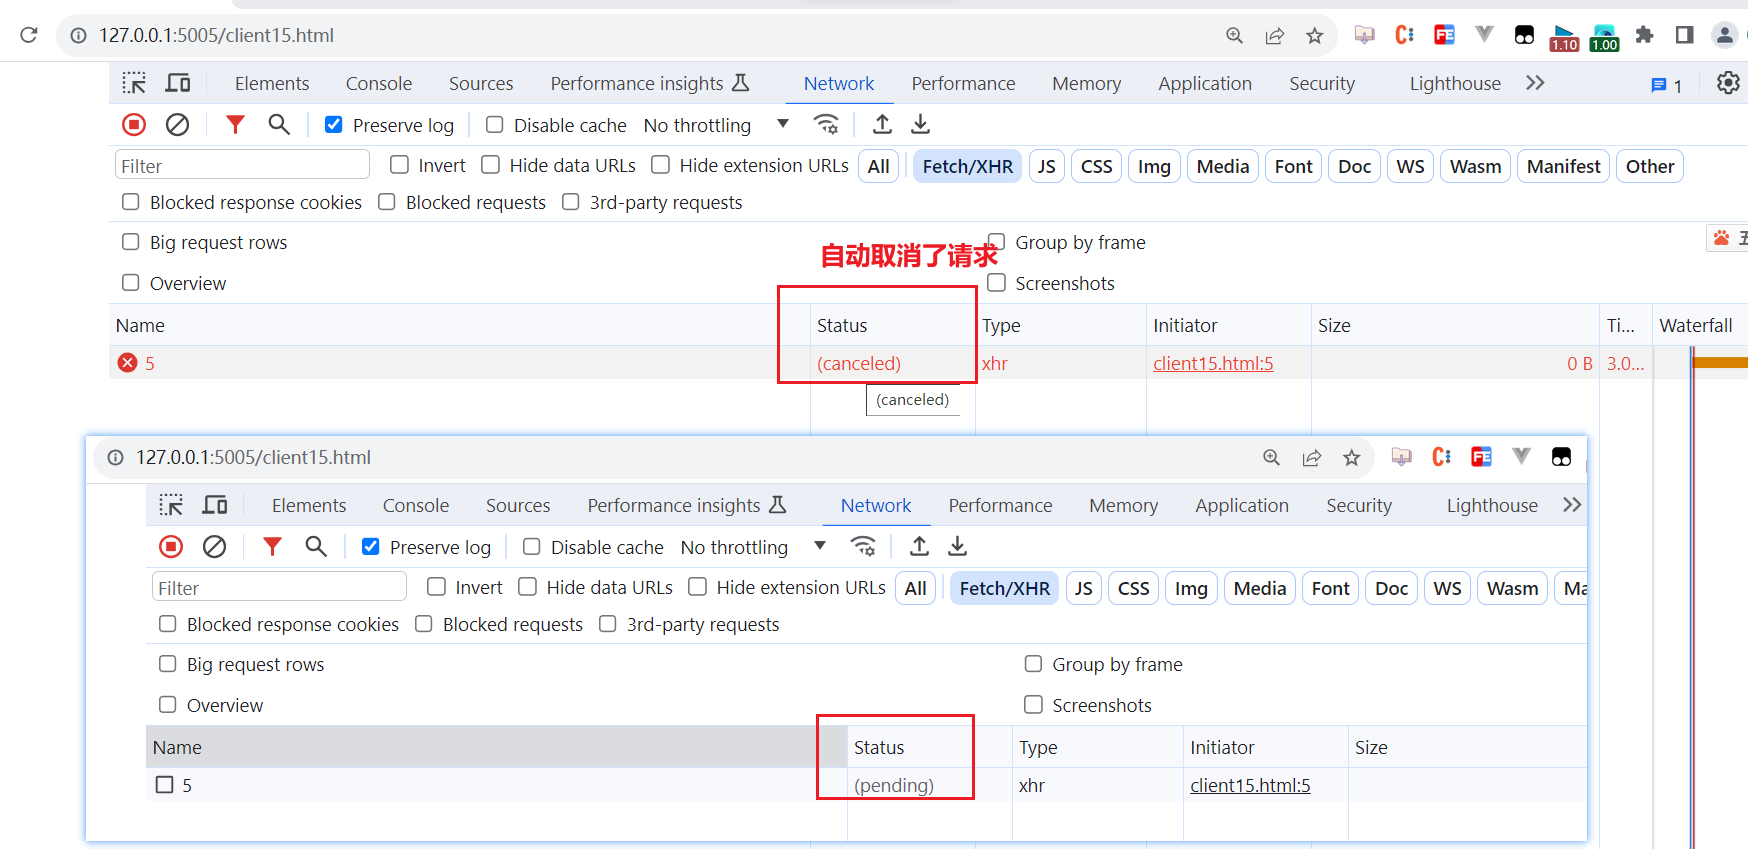 127.0.0.1:5005/client15.html
1.10 1.00
Elements Console Sources Performance insights Network Performance Memory Application Security Lighthouse 1
Preserve log Disable cache No throttling
Filter Invert Hide data URLs Hide extension URLs All Fetch/XHR JS CSS Img Media Font Doc WS Wasm Manifest Other
Blocked response cookies Blocked requests 3rd-party requests
Big request rows Group by frame
自动取消了请求
Overview Screenshots
Name Status Type Initiator Size Ti... Waterfall
5 (canceled) xhr client15.html:5 0 B 3.0...
(canceled)
127.0.0.1:5005/client15.html
Elements Console Sources Performance insights Network Performance Memory Application Security Lighthouse
Preserve log Disable cache No throttling
Filter Invert Hide data URLs Hide extension URLs All Fetch/XHR JS CSS Img Media Font Doc WS Wasm Ma
Blocked response cookies Blocked requests 3rd-party requests
Big request rows Group by frame
Overview Screenshots
Name Status Type Initiator Size
5 (pending) xhr client15.html:5